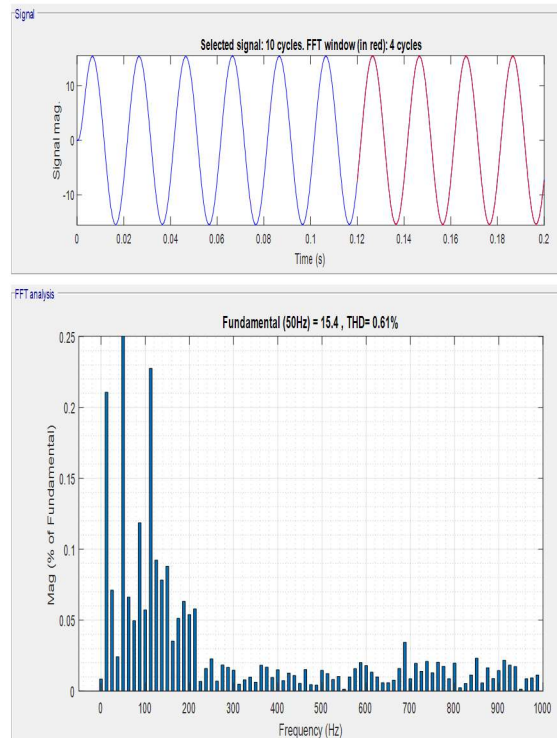 Signal
Selected signal: 10 cycles. FFT window (in red): 4 cycles
10
0
-10
Signal mag.
0 0.02 0.04 0.06 0.08 0.1 0.12 0.14 0.16 0.18 0.2
Time (s)
FFT analysis
Fundamental (50Hz) = 15.4 , THD= 0.61%
0.25
0.2
0.15
0.1
0.05
0
Mag (% of Fundamental)
0 100 200 300 400 500 600 700 800 900 1000
Frequency (Hz)